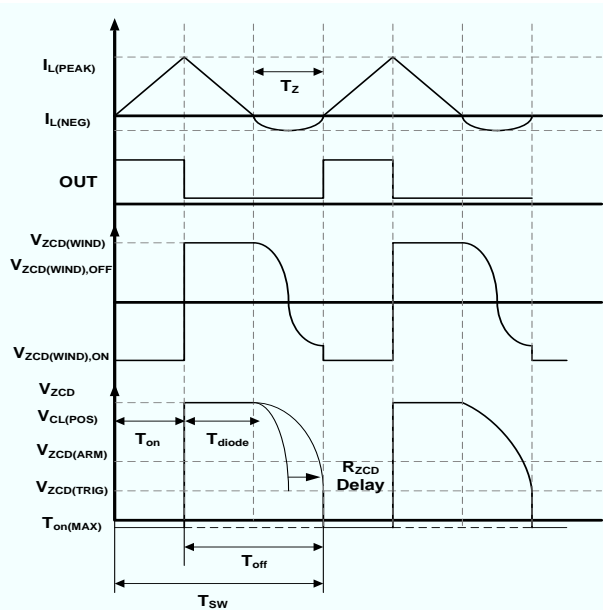 IL(PEAK)
TZ
IL(NEG)
OUT
VZCD(WIND)
VZCD(WIND),OFF
VZCD(WIND),ON
VZCD
VCL(POS)
Ton
Tdiode
VZCD(ARM)
RZCD
Delay
VZCD(TRIG)
Ton(MAX)
Toff
TSW